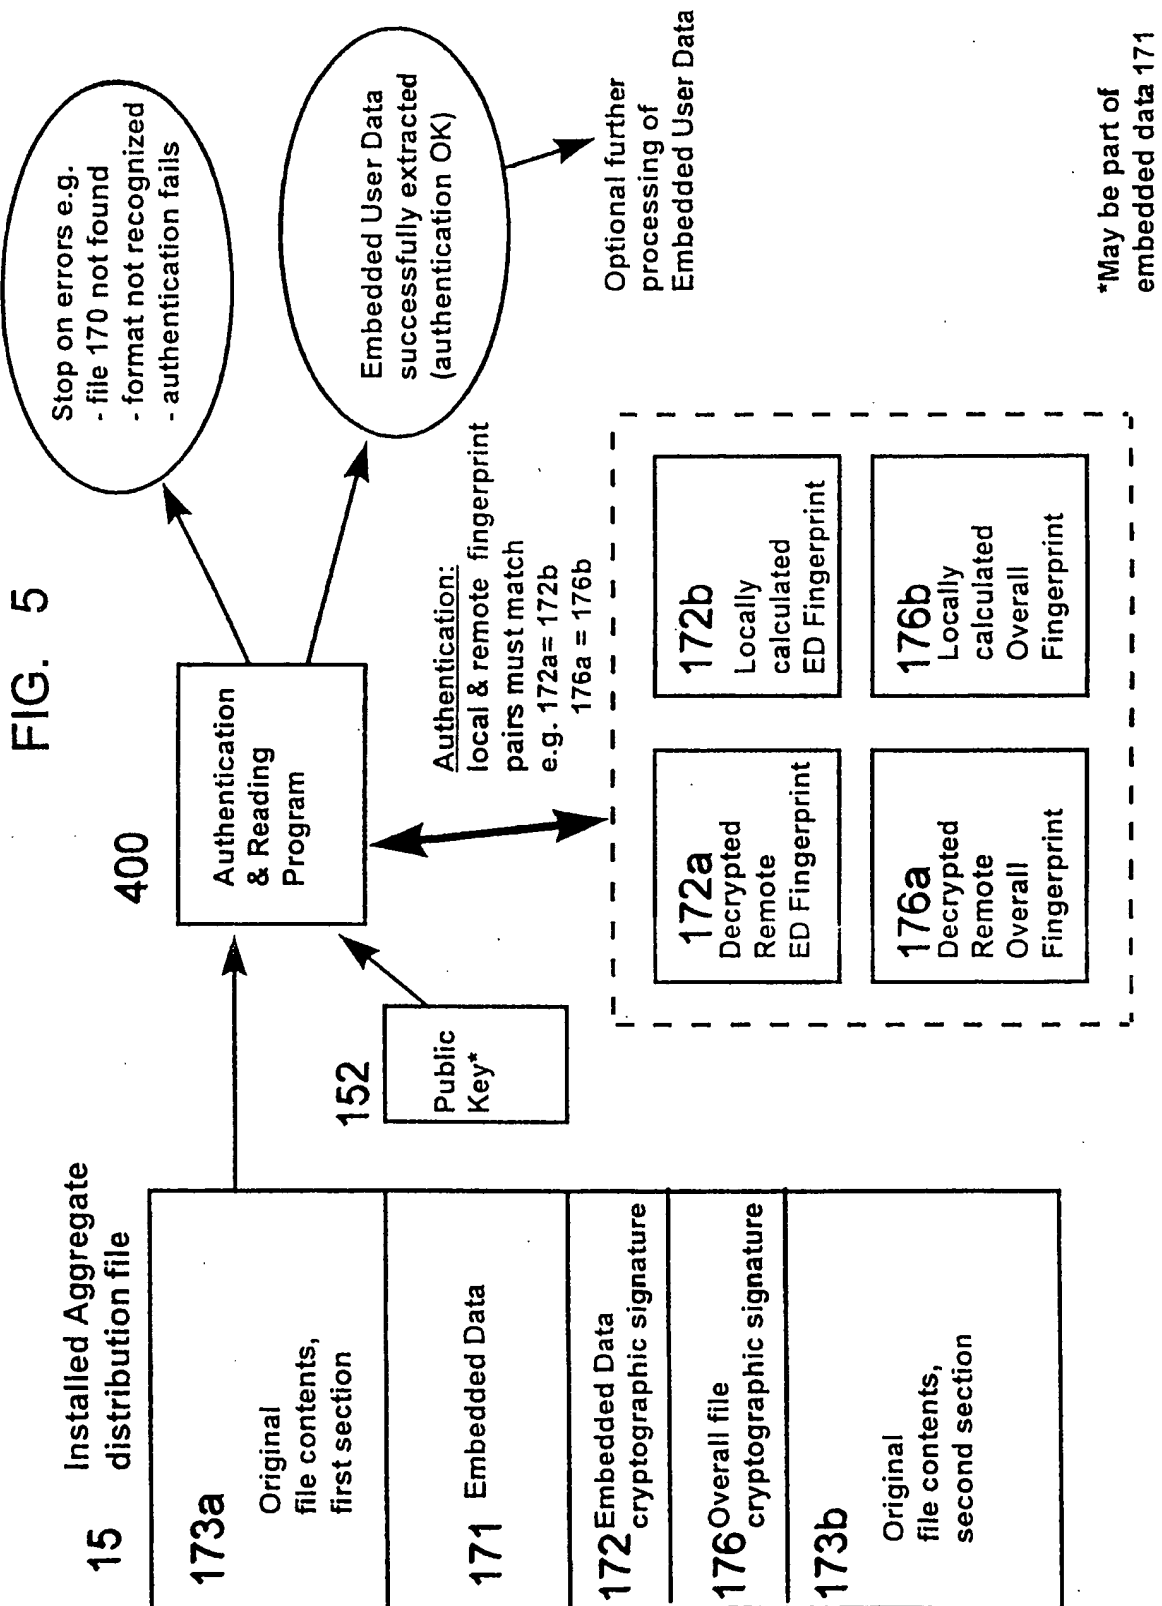 FIG. 5
15
Installed Aggregate
distribution file
173a
Original
file contents,
first section
171 Embedded Data
172 Embedded Data
cryptographic signature
176 Overall file
cryptographic signature
173b
Original
file contents,
second section
152
Public
Key*
400
Authentication
& Reading
Program
Stop on errors e.g.
- file 170 not found
- format not recognized
- authentication fails
Embedded User Data
successfully extracted
(authentication OK)
Optional further
processing of
Embedded User Data
Authentication:
local & remote fingerprint
pairs must match
e.g. 172a= 172b
176a = 176b
172a
Decrypted
Remote
ED Fingerprint
172b
Locally
calculated
ED Fingerprint
176a
Decrypted
Remote
Overall
Fingerprint
176b
Locally
calculated
Overall
Fingerprint
*May be part of
embedded data 171